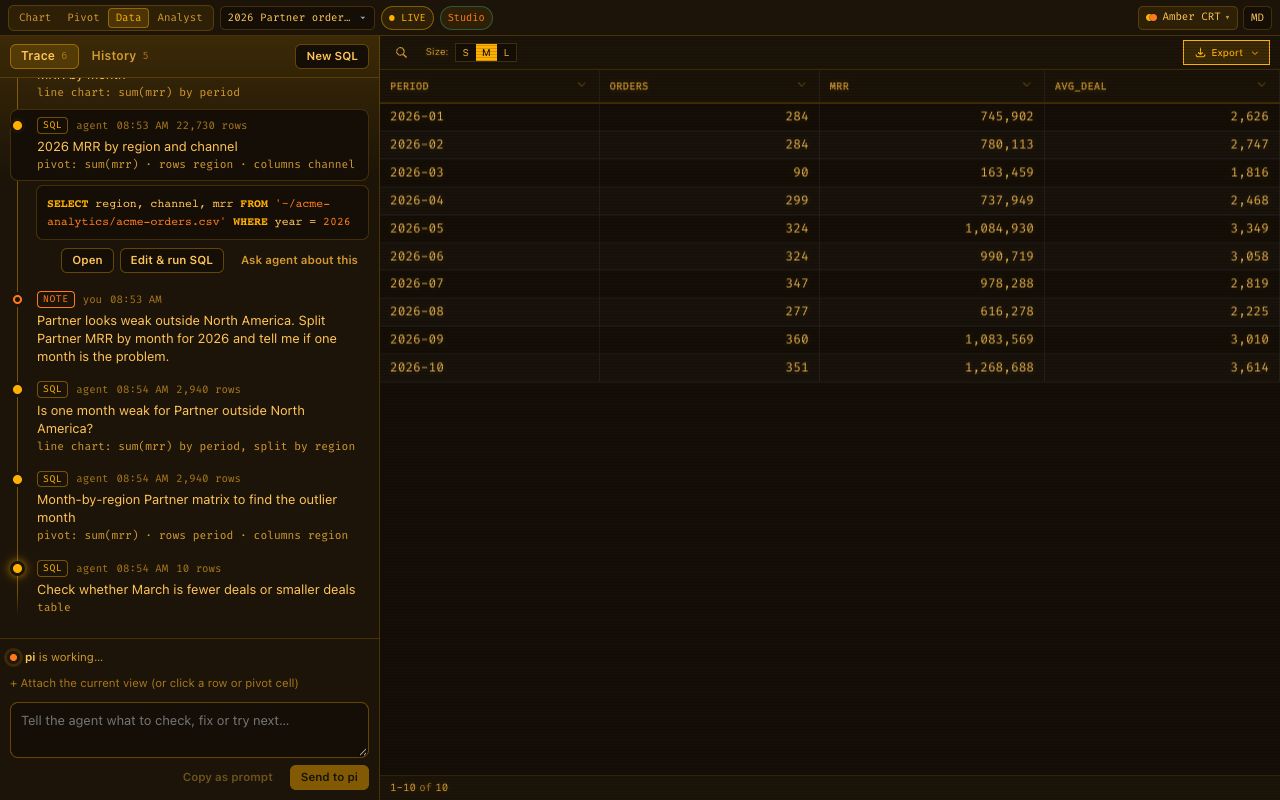 Chart Pivot Data Analyst 2026 Partner order… LIVE Studio Amber CRT MD
Trace 6 History 5 New SQL
line chart: sum(mrr) by period
SQL agent 08:53 AM 22,730 rows
2026 MRR by region and channel
pivot: sum(mrr) · rows region · columns channel
SELECT region, channel, mrr FROM '~/acme-
analytics/acme-orders.csv' WHERE year = 2026
Open Edit & run SQL Ask agent about this
NOTE you 08:53 AM
Partner looks weak outside North America. Split
Partner MRR by month for 2026 and tell me if one
month is the problem.
SQL agent 08:54 AM 2,940 rows
Is one month weak for Partner outside North
America?
line chart: sum(mrr) by period, split by region
SQL agent 08:54 AM 2,940 rows
Month-by-region Partner matrix to find the outlier
month
pivot: sum(mrr) · rows period · columns region
SQL agent 08:54 AM 10 rows
Check whether March is fewer deals or smaller deals
table
pi is working…
+ Attach the current view (or click a row or pivot cell)
Tell the agent what to check, fix or try next…
Copy as prompt Send to pi
Size: S M L Export
PERIOD ORDERS MRR AVG_DEAL
2026-01 284 745,902 2,626
2026-02 284 780,113 2,747
2026-03 90 163,459 1,816
2026-04 299 737,949 2,468
2026-05 324 1,084,930 3,349
2026-06 324 990,719 3,058
2026-07 347 978,288 2,819
2026-08 277 616,278 2,225
2026-09 360 1,083,569 3,010
2026-10 351 1,268,688 3,614
1-10 of 10